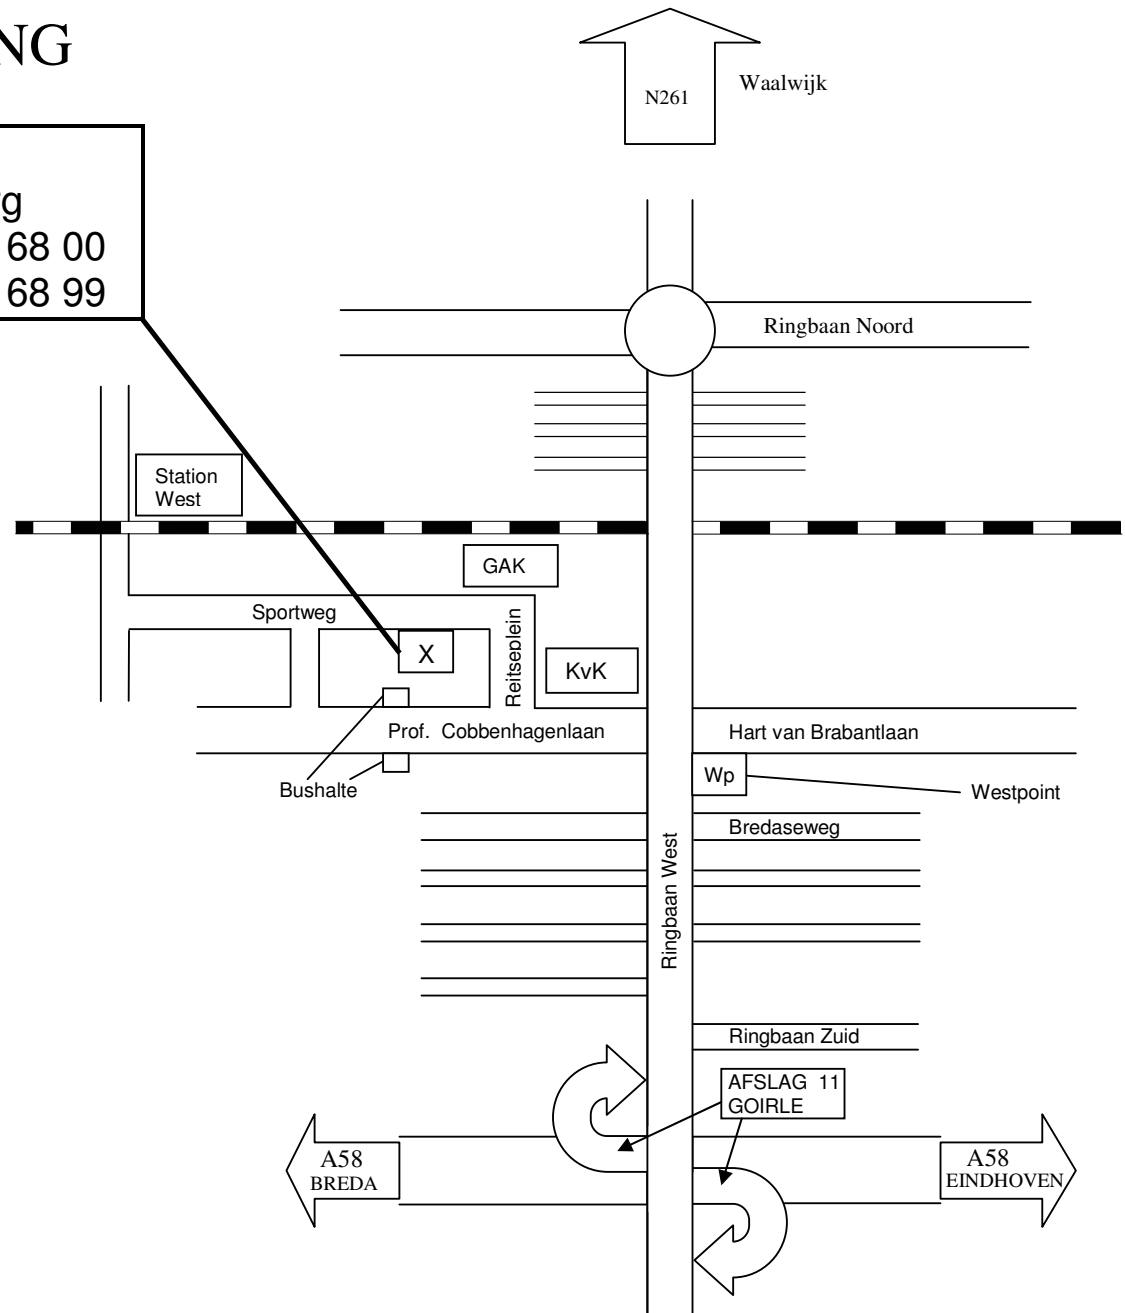 NG
N261
Waalwijk
g
68 00
68 99
Ringbaan Noord
Station
West
GAK
Sportweg
Reitseplein
X
KvK
Prof. Cobbenhagenlaan
Hart van Brabantlaan
Wp
Bushalte
Westpoint
Bredaseweg
Ringbaan West
Ringbaan Zuid
AFSLAG 11
GOIRLE
A58
BREDA
A58
EINDHOVEN